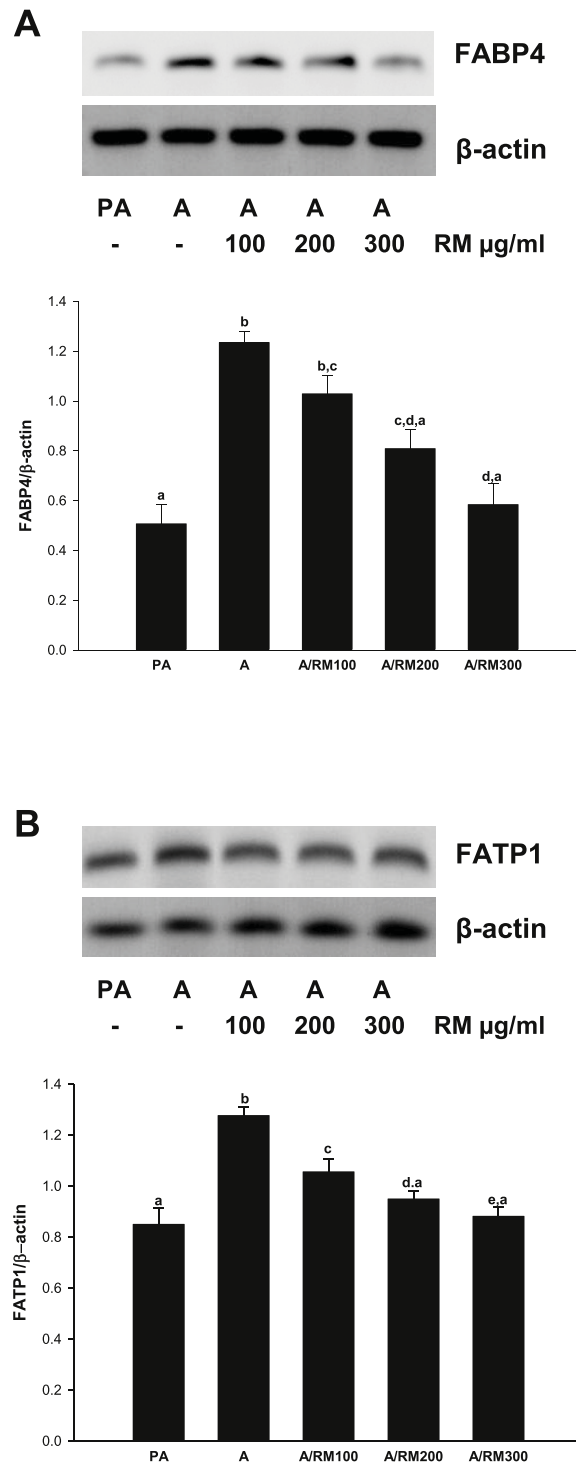 A
FABP4
β-actin
PA A A A A
- - 100 200 300 RM µg/ml
1.4
1.2
1.0
0.8
0.6
0.4
0.2
0.0
FABP4/β-actin
a
b
b,c
c,d,a
d,a
PA A A/RM100 A/RM200 A/RM300
B
FATP1
β-actin
PA A A A A
- - 100 200 300 RM µg/ml
1.4
1.2
1.0
0.8
0.6
0.4
0.2
0.0
FATP1/β−actin
a
b
c
d.a
e,a
PA A A/RM100 A/RM200 A/RM300